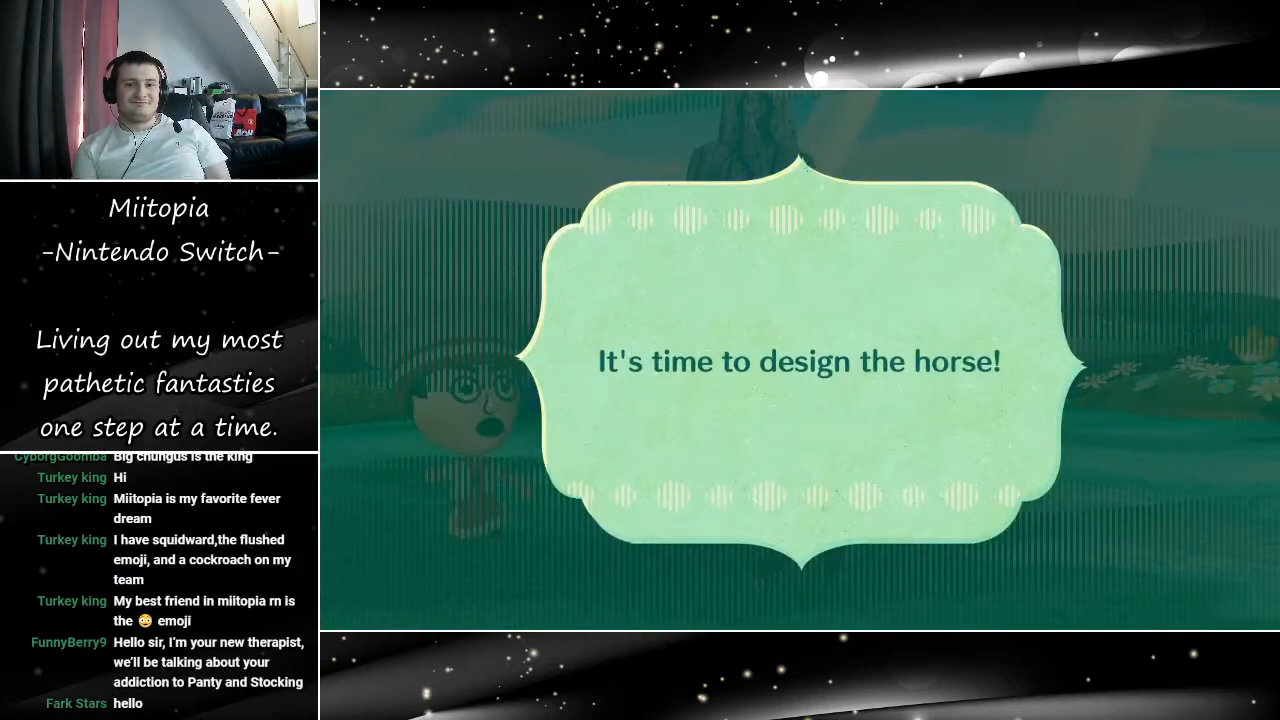 Miitopia
-Nintendo Switch-
Living out my most
pathetic fantasties
one step at a time.
CyborgGoomba Big chungus is the king
Turkey king Hi
Turkey king Miitopia is my favorite fever
dream
Turkey king I have squidward,the flushed
emoji, and a cockroach on my
team
Turkey king My best friend in miitopia rn is
the 😳 emoji
FunnyBerry9 Hello sir, I'm your new therapist,
we'll be talking about your
addiction to Panty and Stocking
Fark Stars hello
It's time to design the horse!